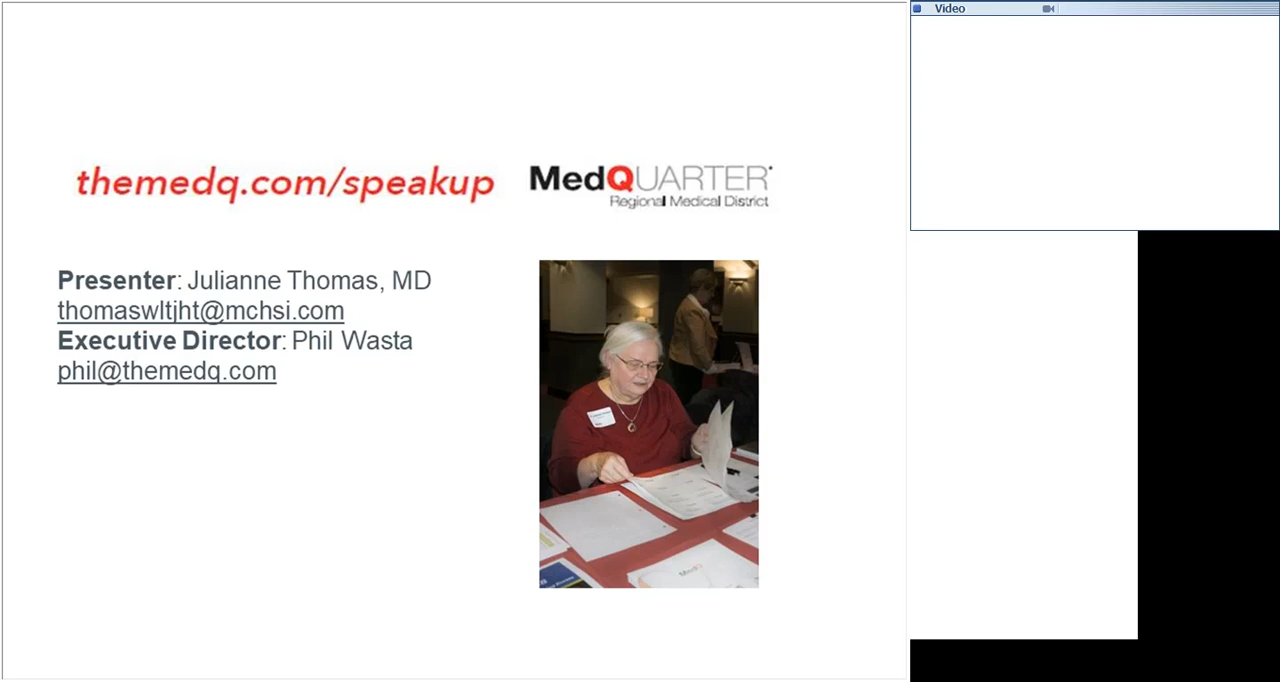 Video
themedq.com/speakup
MedQUARTER
Regional Medical District
Presenter: Julianne Thomas, MD
thomaswltjht@mchsi.com
Executive Director: Phil Wasta
phil@themedq.com
MedQ